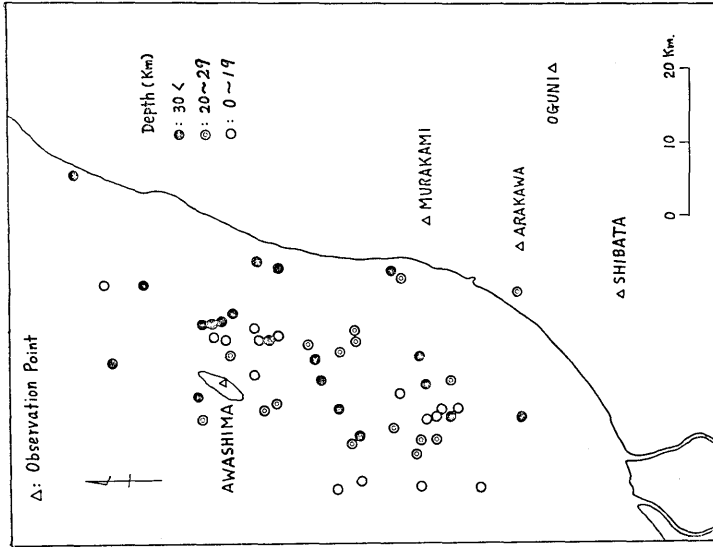 △: Observation Point
Depth (Km)
●: 30 <
◎: 20~29
○: 0~19
AWASHIMA
△ MURAKAMI
△ ARAKAWA
OGUNI △
△ SHIBATA
0 10 20 Km.